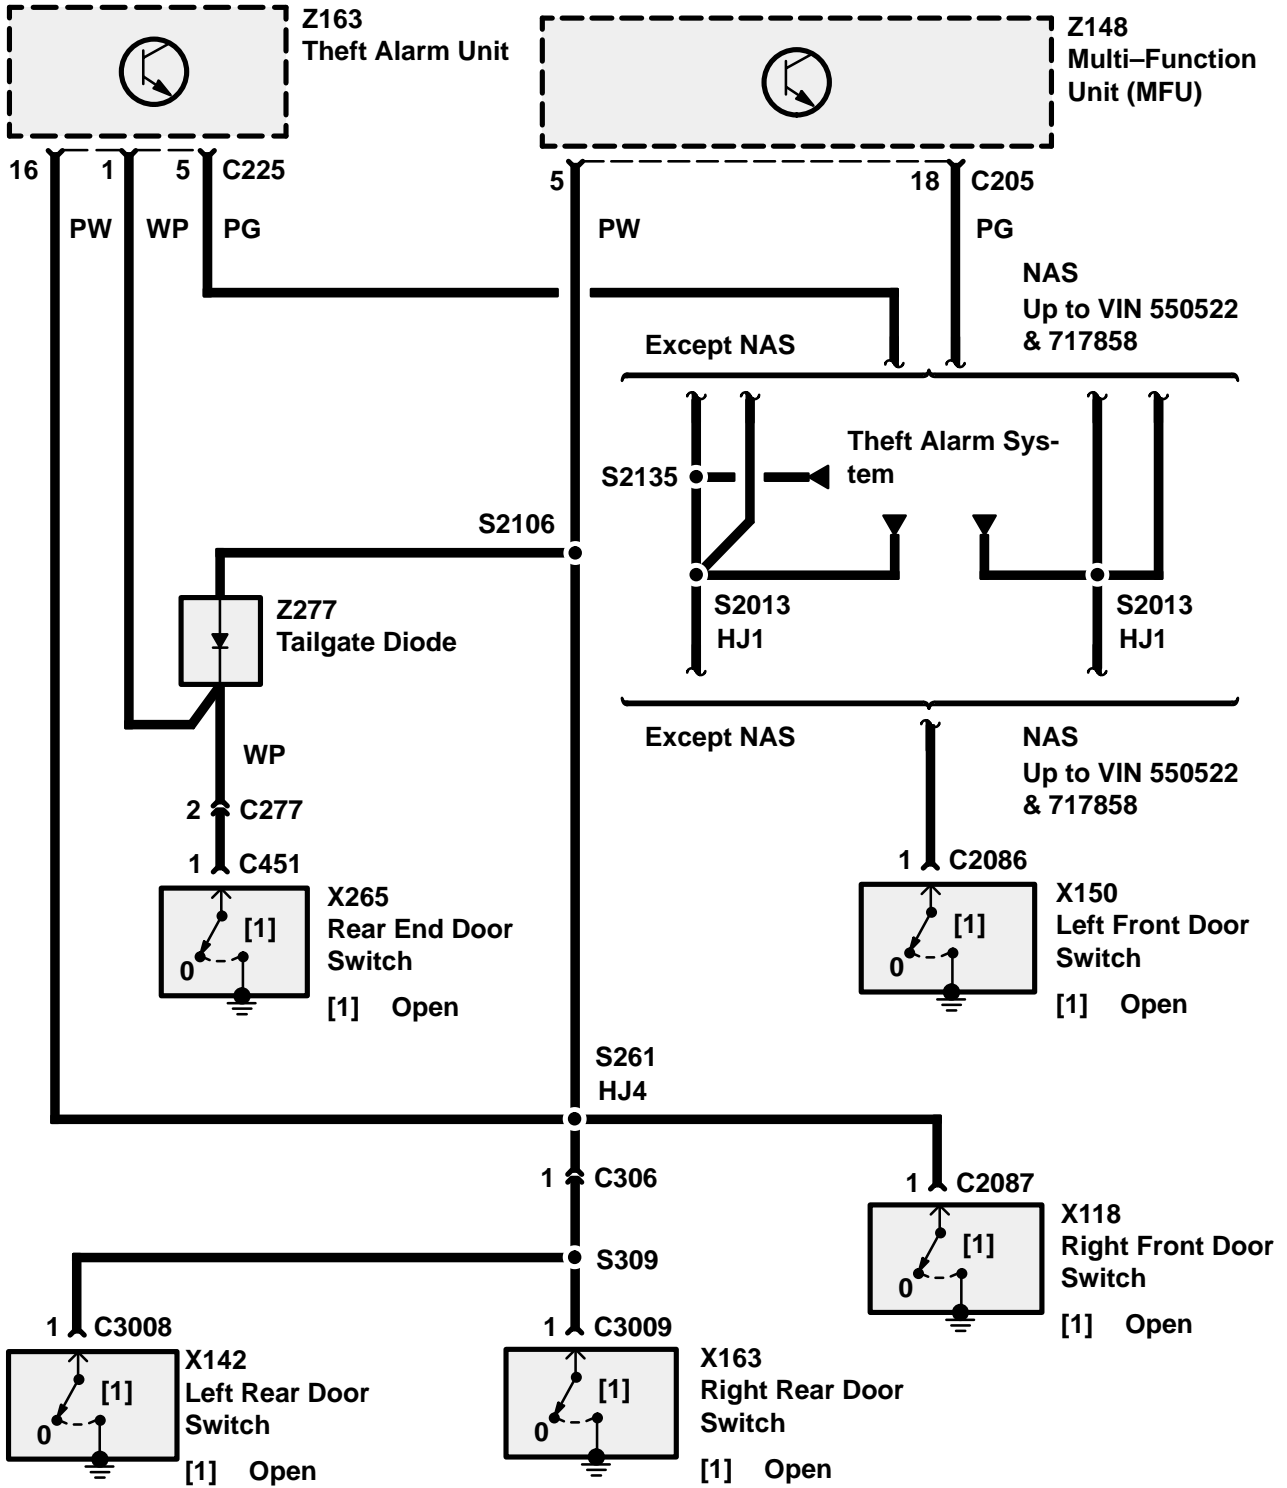 Z163
Theft Alarm Unit
Z148
Multi–Function
Unit (MFU)
16
1
5
C225
5
18
C205
PW
WP
PG
PW
PG
NAS
Up to VIN 550522
& 717858
Except NAS
Theft Alarm Sys-
tem
S2135
S2106
S2013
HJ1
S2013
HJ1
Z277
Tailgate Diode
WP
Except NAS
NAS
Up to VIN 550522
& 717858
2
C277
1
C451
X265
Rear End Door
Switch
[1] Open
[1]
0
1
C2086
X150
Left Front Door
Switch
[1] Open
[1]
0
S261
HJ4
1
C306
1
C2087
X118
Right Front Door
Switch
[1] Open
[1]
0
S309
1
C3008
X142
Left Rear Door
Switch
[1] Open
[1]
0
1
C3009
X163
Right Rear Door
Switch
[1] Open
[1]
0